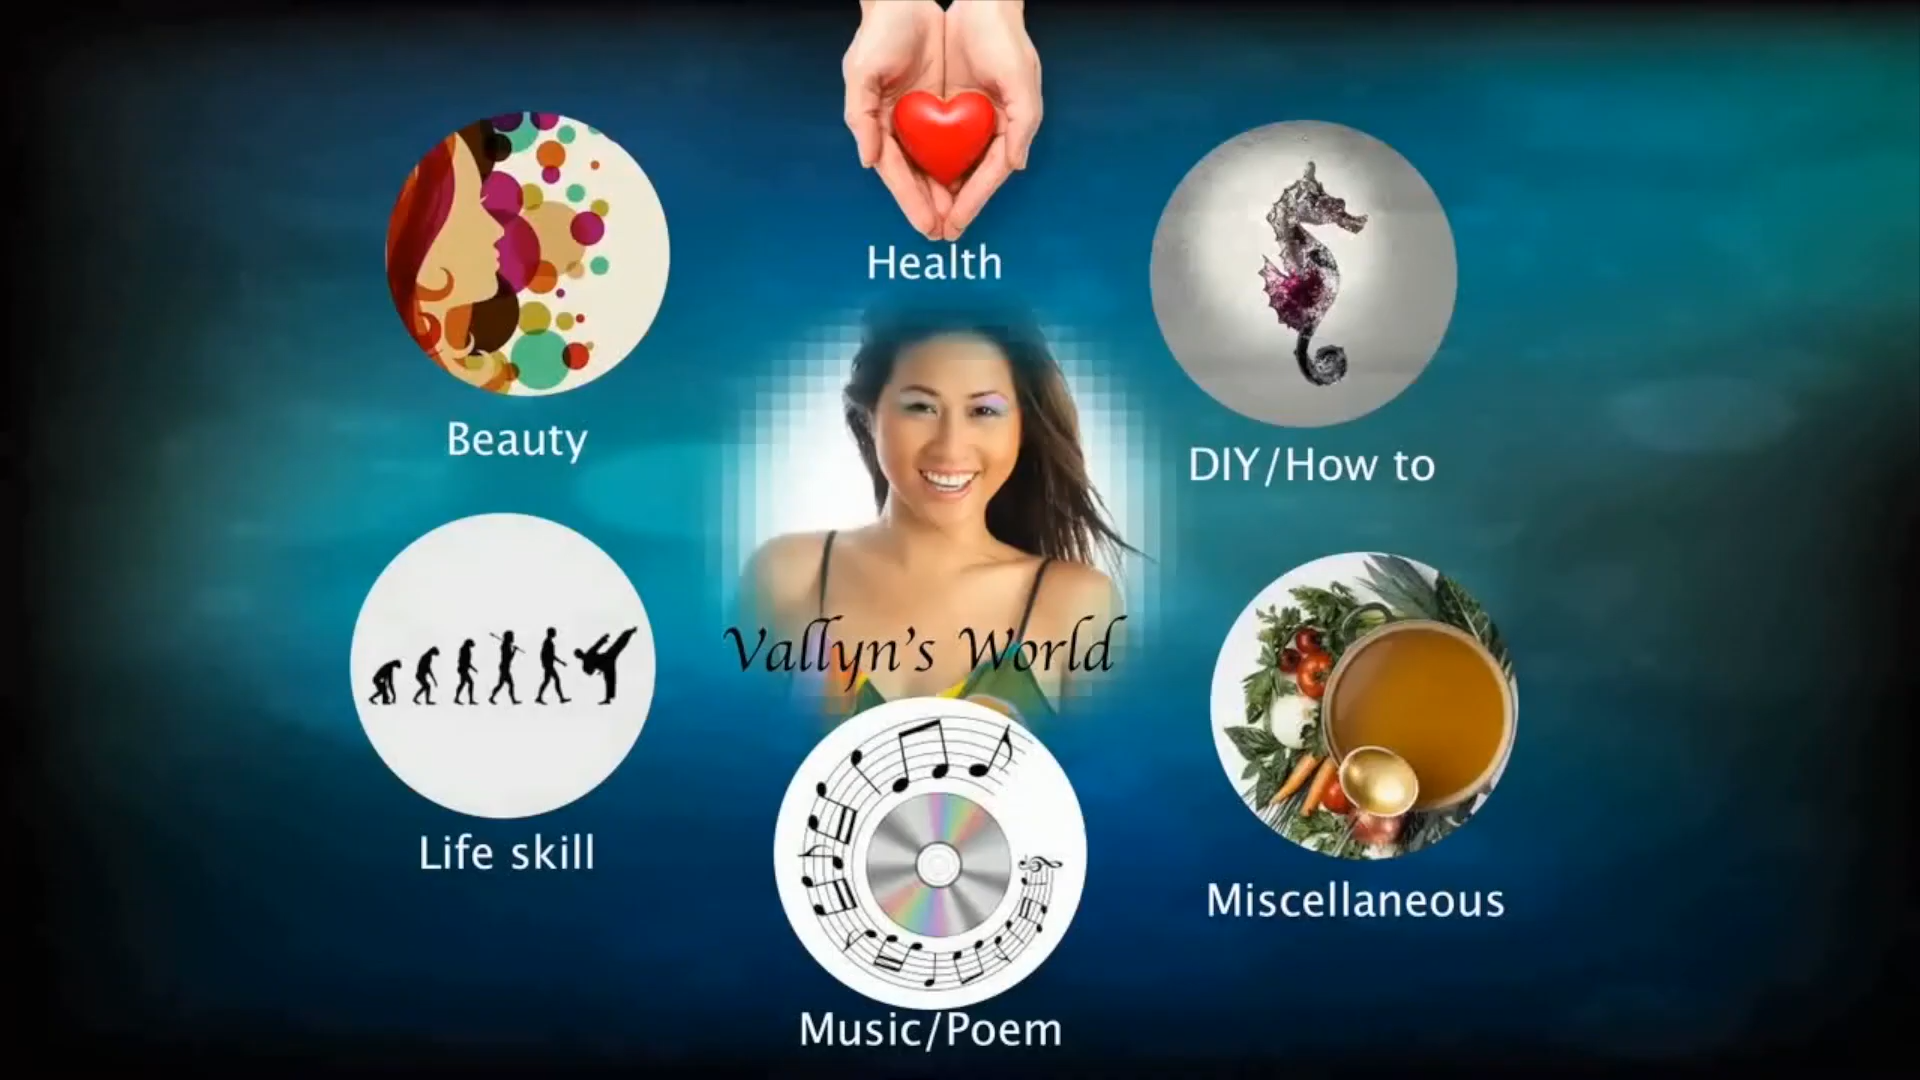 Health
Beauty
DIY/How to
Vallyn's World
Life skill
Miscellaneous
Music/Poem